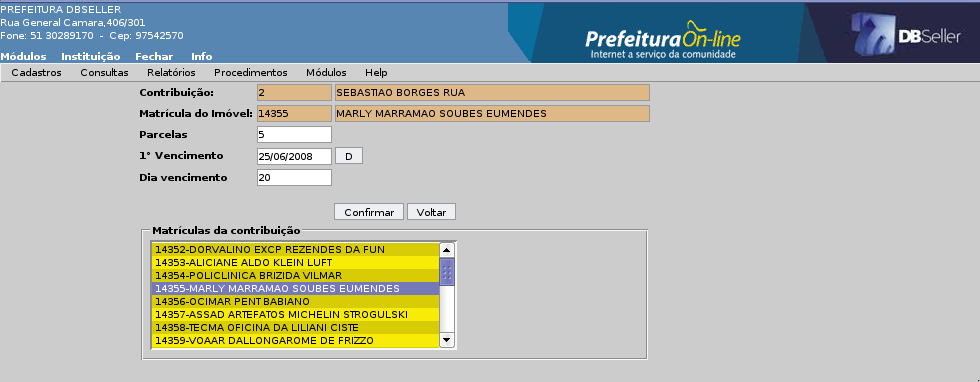 PREFEITURA DBSELLER
Rua General Camara,406/301
Fone: 51 30289170 - Cep: 97542570
Módulos Instituição Fechar Info
PrefeituraOn-line
Internet a serviço da comunidade
DBSeller
Cadastros Consultas Relatórios Procedimentos Módulos Help
Contribuição: 2 SEBASTIAO BORGES RUA
Matrícula do Imóvel: 14355 MARLY MARRAMAO SOUBES EUMENDES
Parcelas 5
1° Vencimento 25/06/2008 D
Dia vencimento 20
Confirmar Voltar
Matrículas da contribuição
14352-DORVALINO EXCP REZENDES DA FUN
14353-ALICIANE ALDO KLEIN LUFT
14354-POLICLINICA BRIZIDA VILMAR
14355-MARLY MARRAMAO SOUBES EUMENDES
14356-OCIMAR PENT BABIANO
14357-ASSAD ARTEFATOS MICHELIN STROGULSKI
14358-TECMA OFICINA DA LILIANI CISTE
14359-VOAAR DALLONGAROME DE FRIZZO